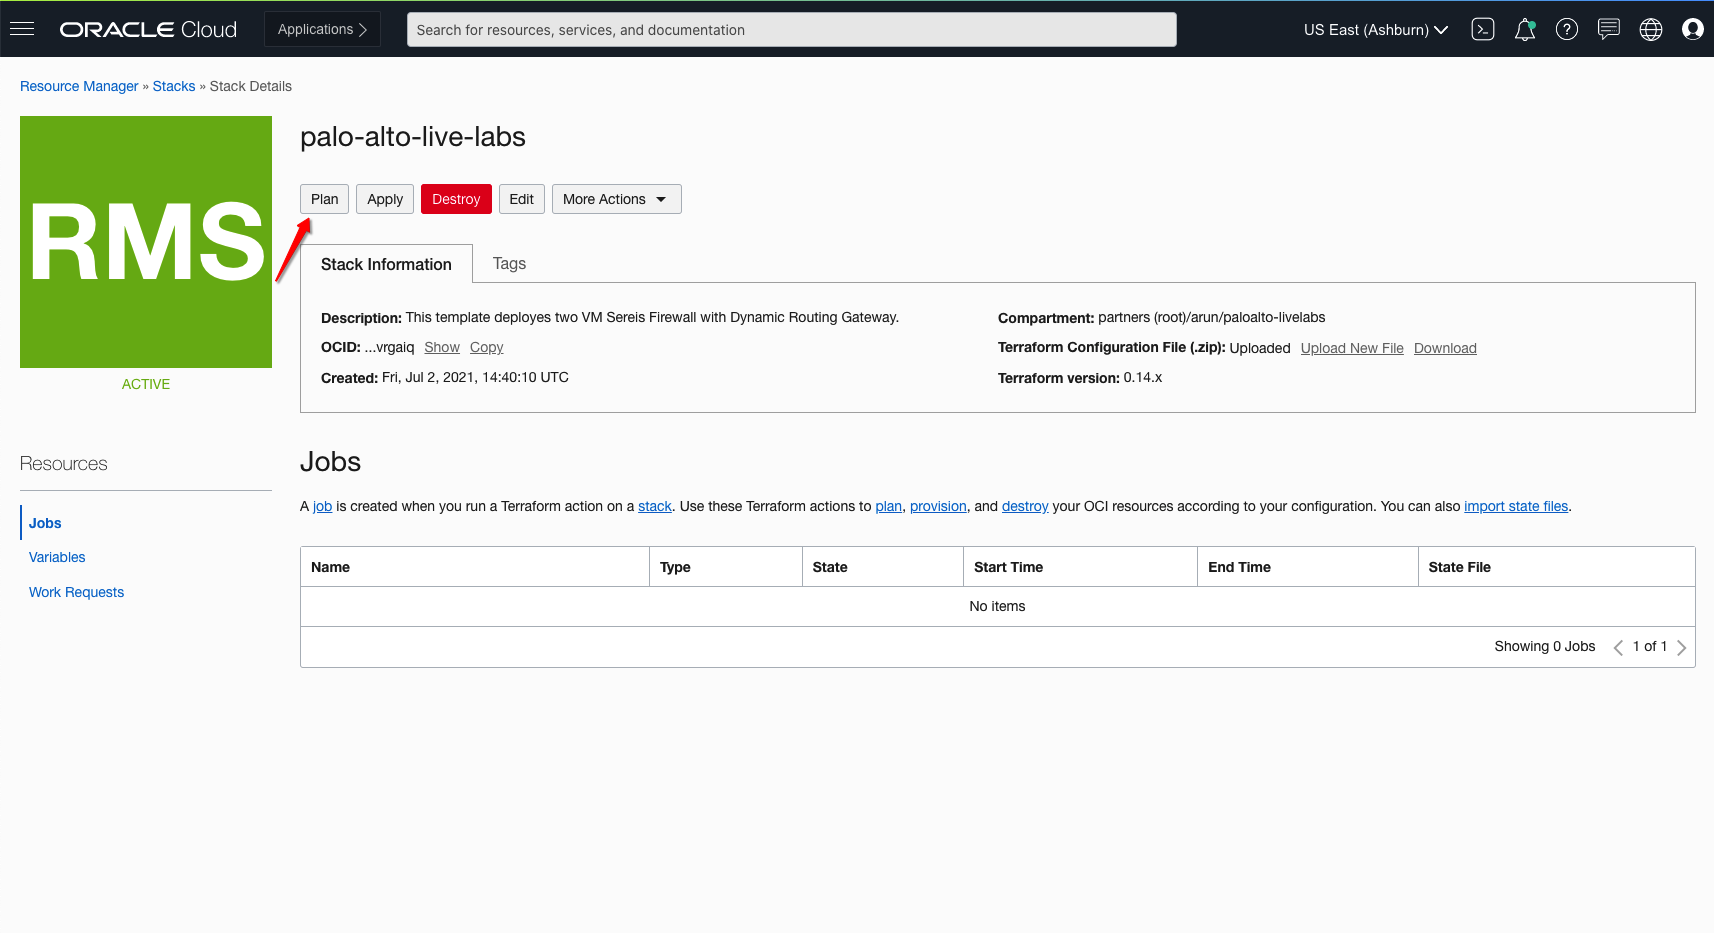 ORACLE Cloud
Applications
Search for resources, services, and documentation
US East (Ashburn)
Resource Manager » Stacks » Stack Details
RMS
ACTIVE
palo-alto-live-labs
Plan
Apply
Destroy
Edit
More Actions
Stack Information
Tags
Description: This template deployes two VM Sereis Firewall with Dynamic Routing Gateway.
OCID: ...vrgaiq Show Copy
Created: Fri, Jul 2, 2021, 14:40:10 UTC
Compartment: partners (root)/arun/paloalto-livelabs
Terraform Configuration File (.zip): Uploaded Upload New File Download
Terraform version: 0.14.x
Resources
Jobs
Variables
Work Requests
Jobs
A job is created when you run a Terraform action on a stack. Use these Terraform actions to plan, provision, and destroy your OCI resources according to your configuration. You can also import state files.
Name Type State Start Time End Time State File
No items
Showing 0 Jobs 1 of 1